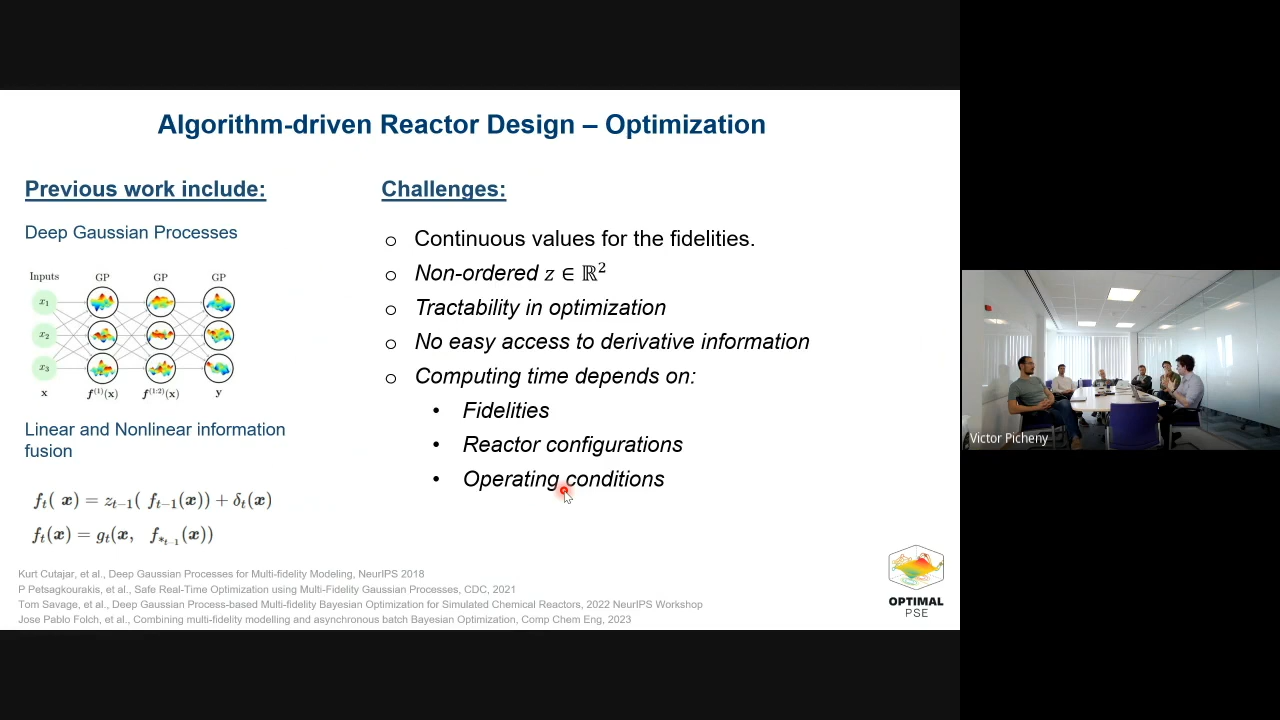 Algorithm-driven Reactor Design – Optimization
Previous work include:
Deep Gaussian Processes
Inputs GP GP GP
x₁
x₂
x₃
x f⁽¹⁾(x) f⁽¹:²⁾(x) y
Linear and Nonlinear information
fusion
fₜ( x) = zₜ₋₁( fₜ₋₁(x)) + δₜ(x)
fₜ(x) = gₜ(x, f_{*ₜ₋₁}(x))
Challenges:
o Continuous values for the fidelities.
o Non-ordered z ∈ ℝ²
o Tractability in optimization
o No easy access to derivative information
o Computing time depends on:
• Fidelities
• Reactor configurations
• Operating conditions
Kurt Cutajar, et al., Deep Gaussian Processes for Multi-fidelity Modeling, NeurIPS 2018
P Petsagkourakis, et al., Safe Real-Time Optimization using Multi-Fidelity Gaussian Processes, CDC, 2021
Tom Savage, et al., Deep Gaussian Process-based Multi-fidelity Bayesian Optimization for Simulated Chemical Reactors, 2022 NeurIPS Workshop
Jose Pablo Folch, et al., Combining multi-fidelity modelling and asynchronous batch Bayesian Optimization, Comp Chem Eng, 2023
OPTIMAL
PSE
Victor Picheny